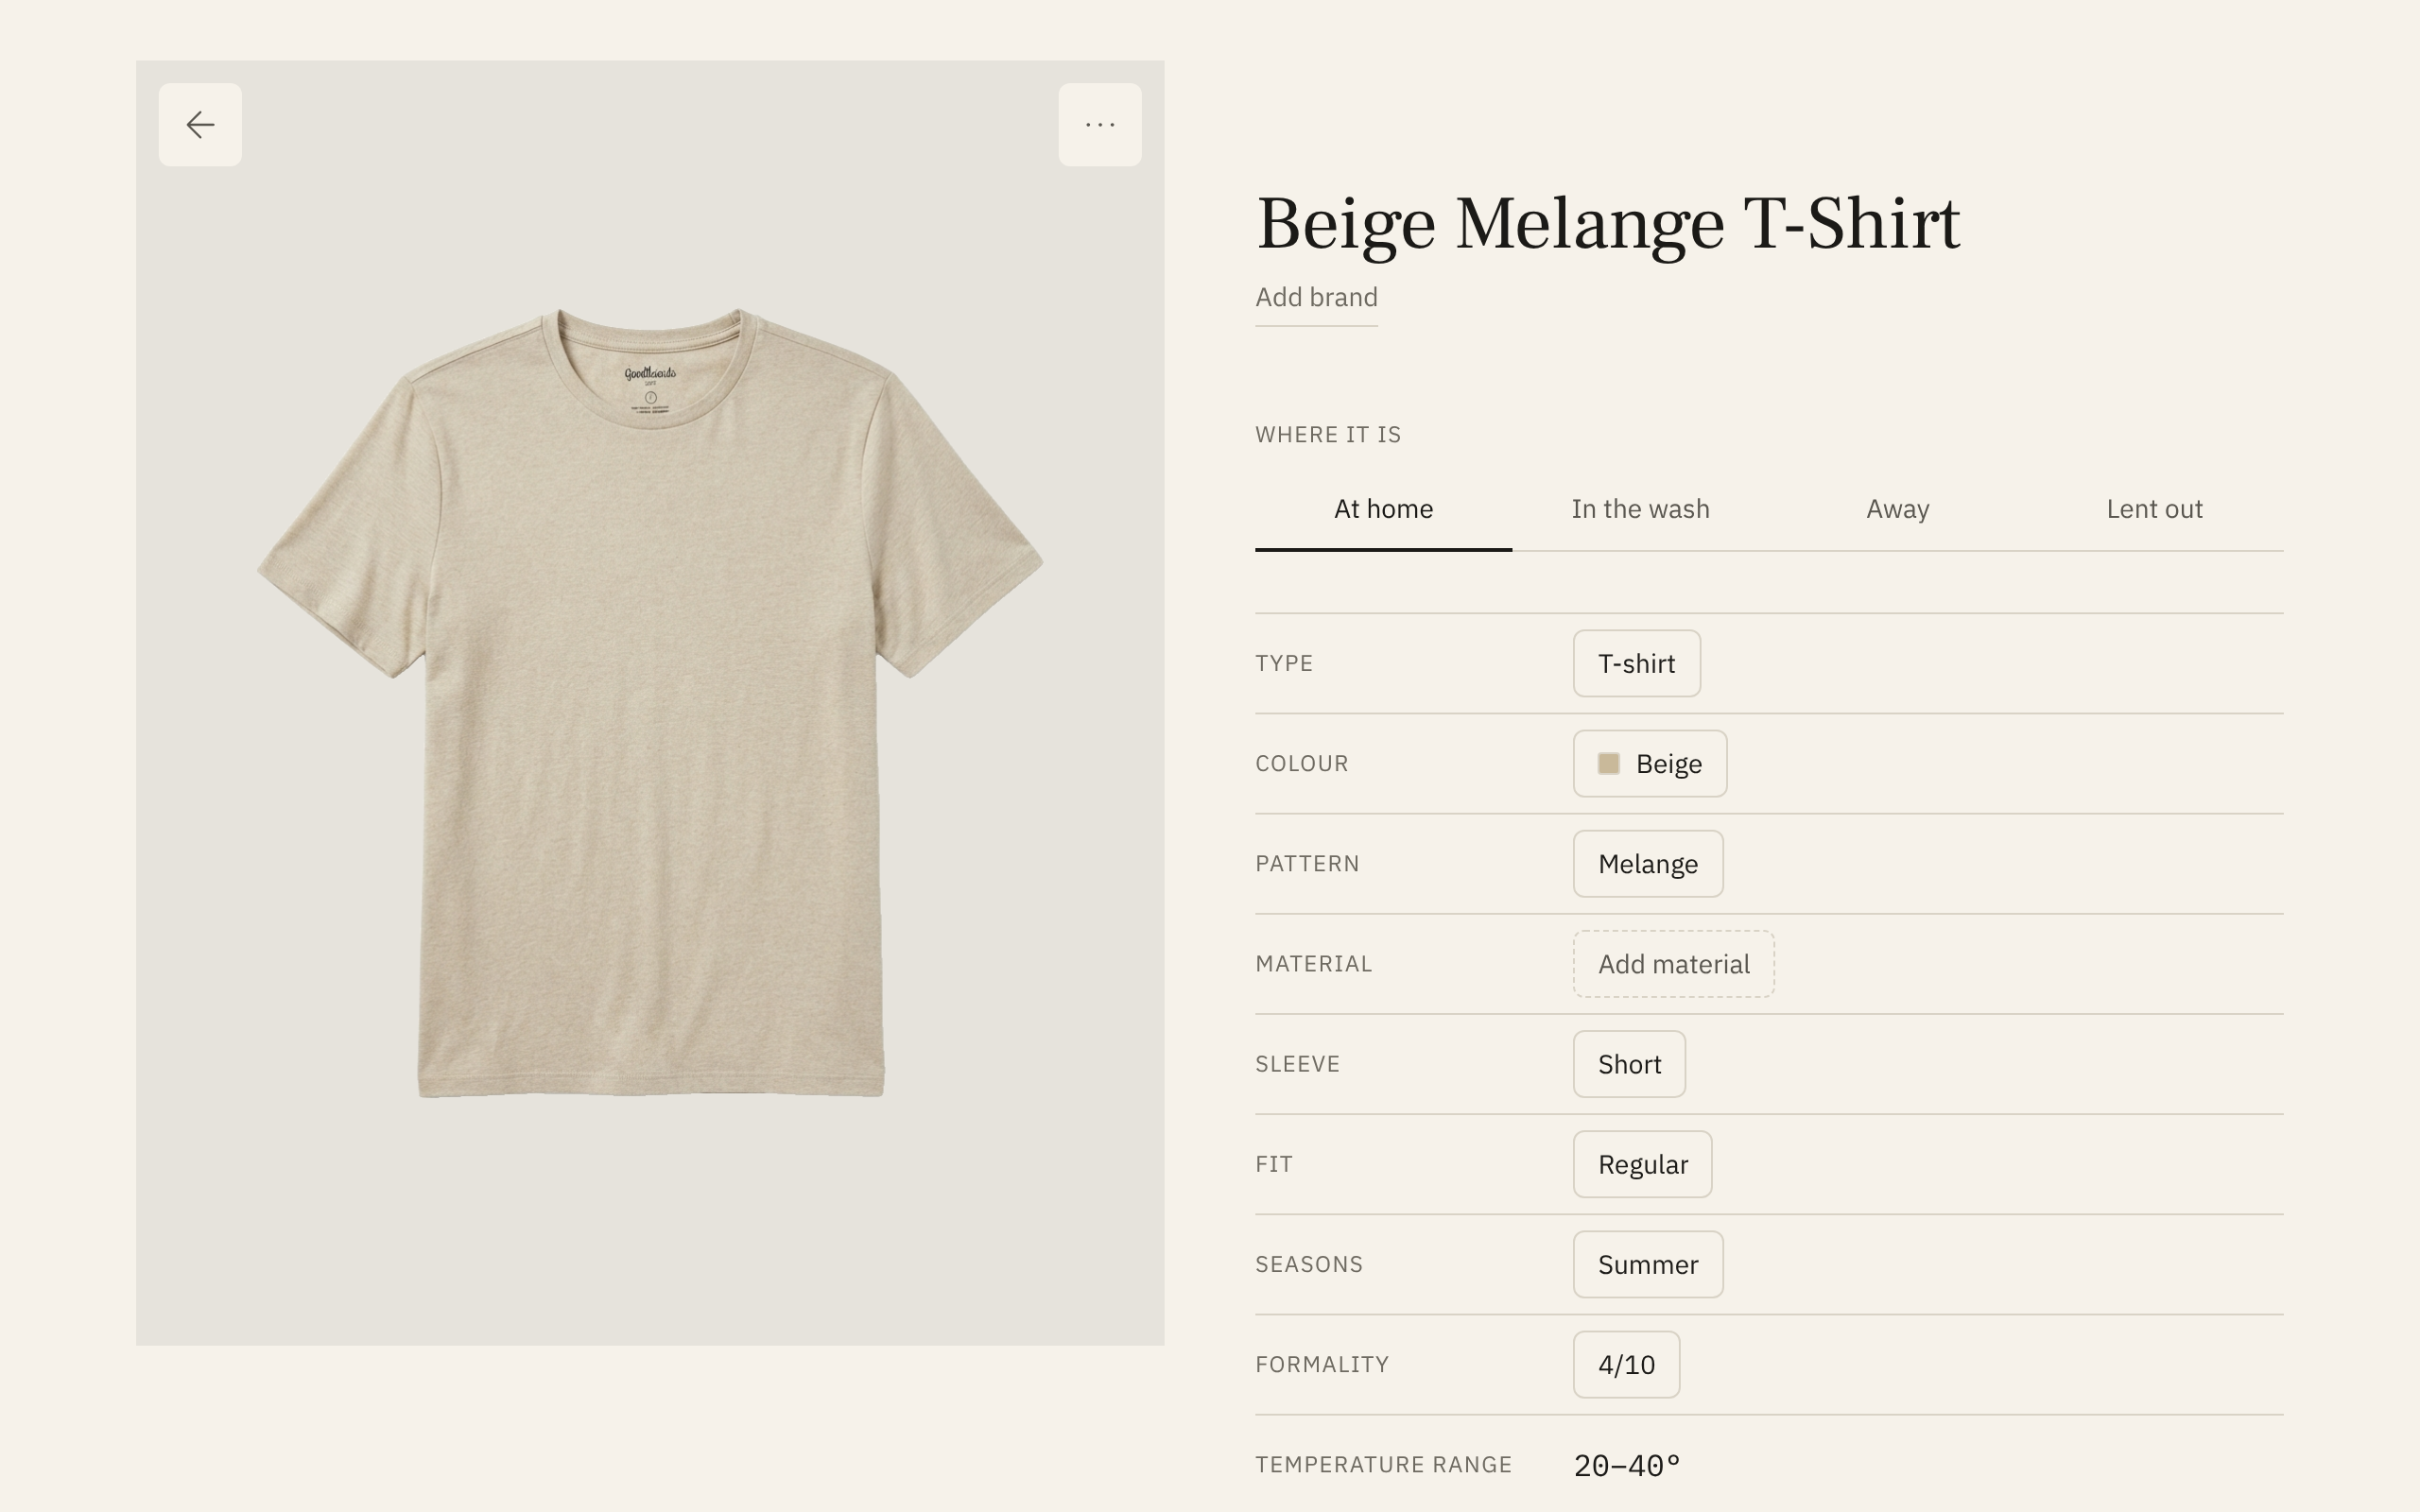 Beige Melange T-Shirt
Add brand
WHERE IT IS
At home
In the wash
Away
Lent out
TYPE
T-shirt
COLOUR
Beige
PATTERN
Melange
MATERIAL
Add material
SLEEVE
Short
FIT
Regular
SEASONS
Summer
FORMALITY
4/10
TEMPERATURE RANGE
20–40°